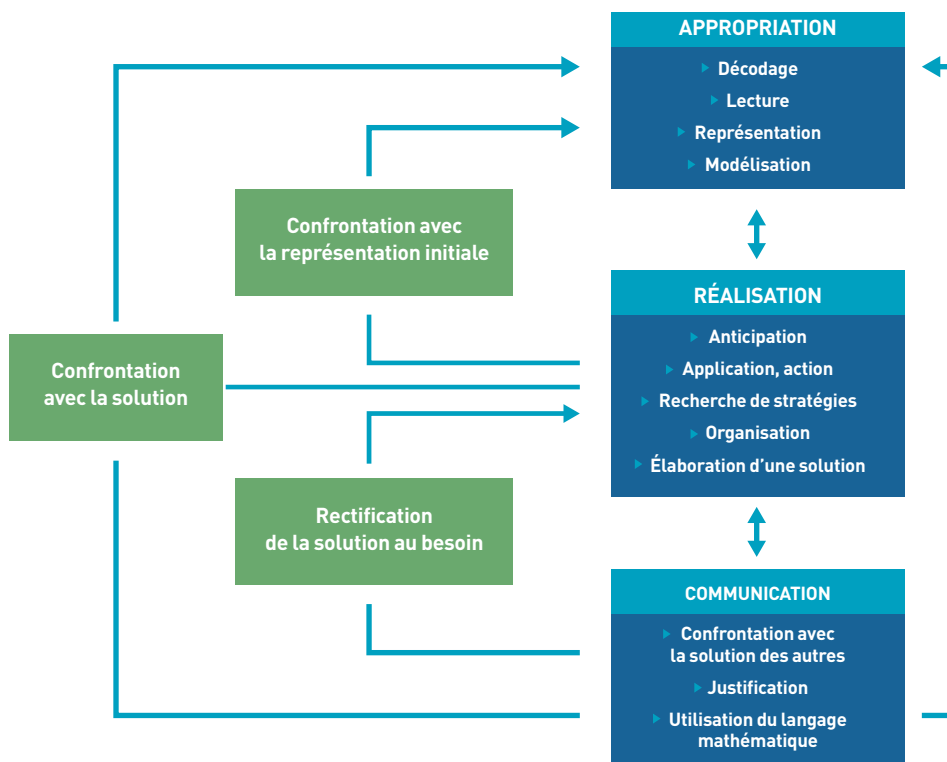 APPROPRIATION
Décodage
Lecture
Représentation
Modélisation
Confrontation avec
la représentation initiale
RÉALISATION
Anticipation
Application, action
Recherche de stratégies
Organisation
Élaboration d'une solution
Confrontation
avec la solution
Rectification
de la solution au besoin
COMMUNICATION
Confrontation avec
la solution des autres
Justification
Utilisation du langage
mathématique